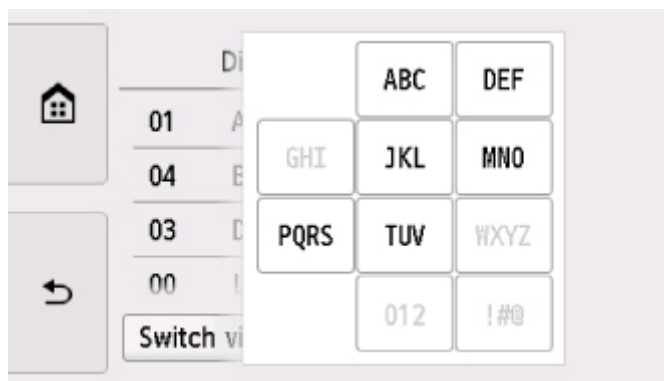 Di
ABC DEF
01 A
GHI JKL MNO
04 B
03 D
PQRS TUV WXYZ
00 L
012 !#@
Switch vi